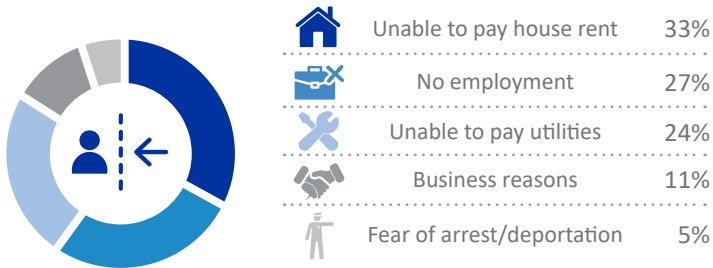 Unable to pay house rent 33%
No employment 27%
Unable to pay utilities 24%
Business reasons 11%
Fear of arrest/deportation 5%